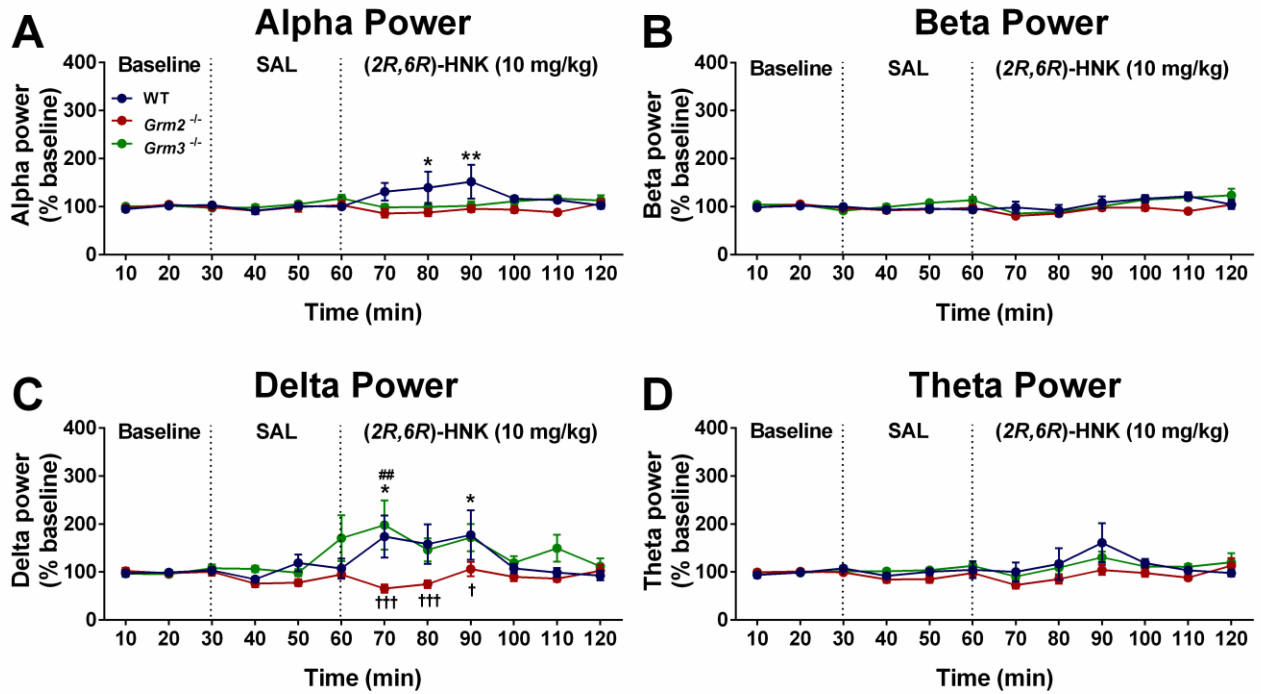 A
Alpha Power
Baseline SAL (2R,6R)-HNK (10 mg/kg)
WT
Grm2 -/-
Grm3 -/-
Alpha power
(% baseline)
400
300
200
100
0
* **
10 20 30 40 50 60 70 80 90 100 110 120
Time (min)
B
Beta Power
Baseline SAL (2R,6R)-HNK (10 mg/kg)
Beta power
(% baseline)
400
300
200
100
0
10 20 30 40 50 60 70 80 90 100 110 120
Time (min)
C
Delta Power
Baseline SAL (2R,6R)-HNK (10 mg/kg)
Delta power
(% baseline)
400
300
200
100
0
##
* *
††† ††† †
10 20 30 40 50 60 70 80 90 100 110 120
Time (min)
D
Theta Power
Baseline SAL (2R,6R)-HNK (10 mg/kg)
Theta power
(% baseline)
400
300
200
100
0
10 20 30 40 50 60 70 80 90 100 110 120
Time (min)